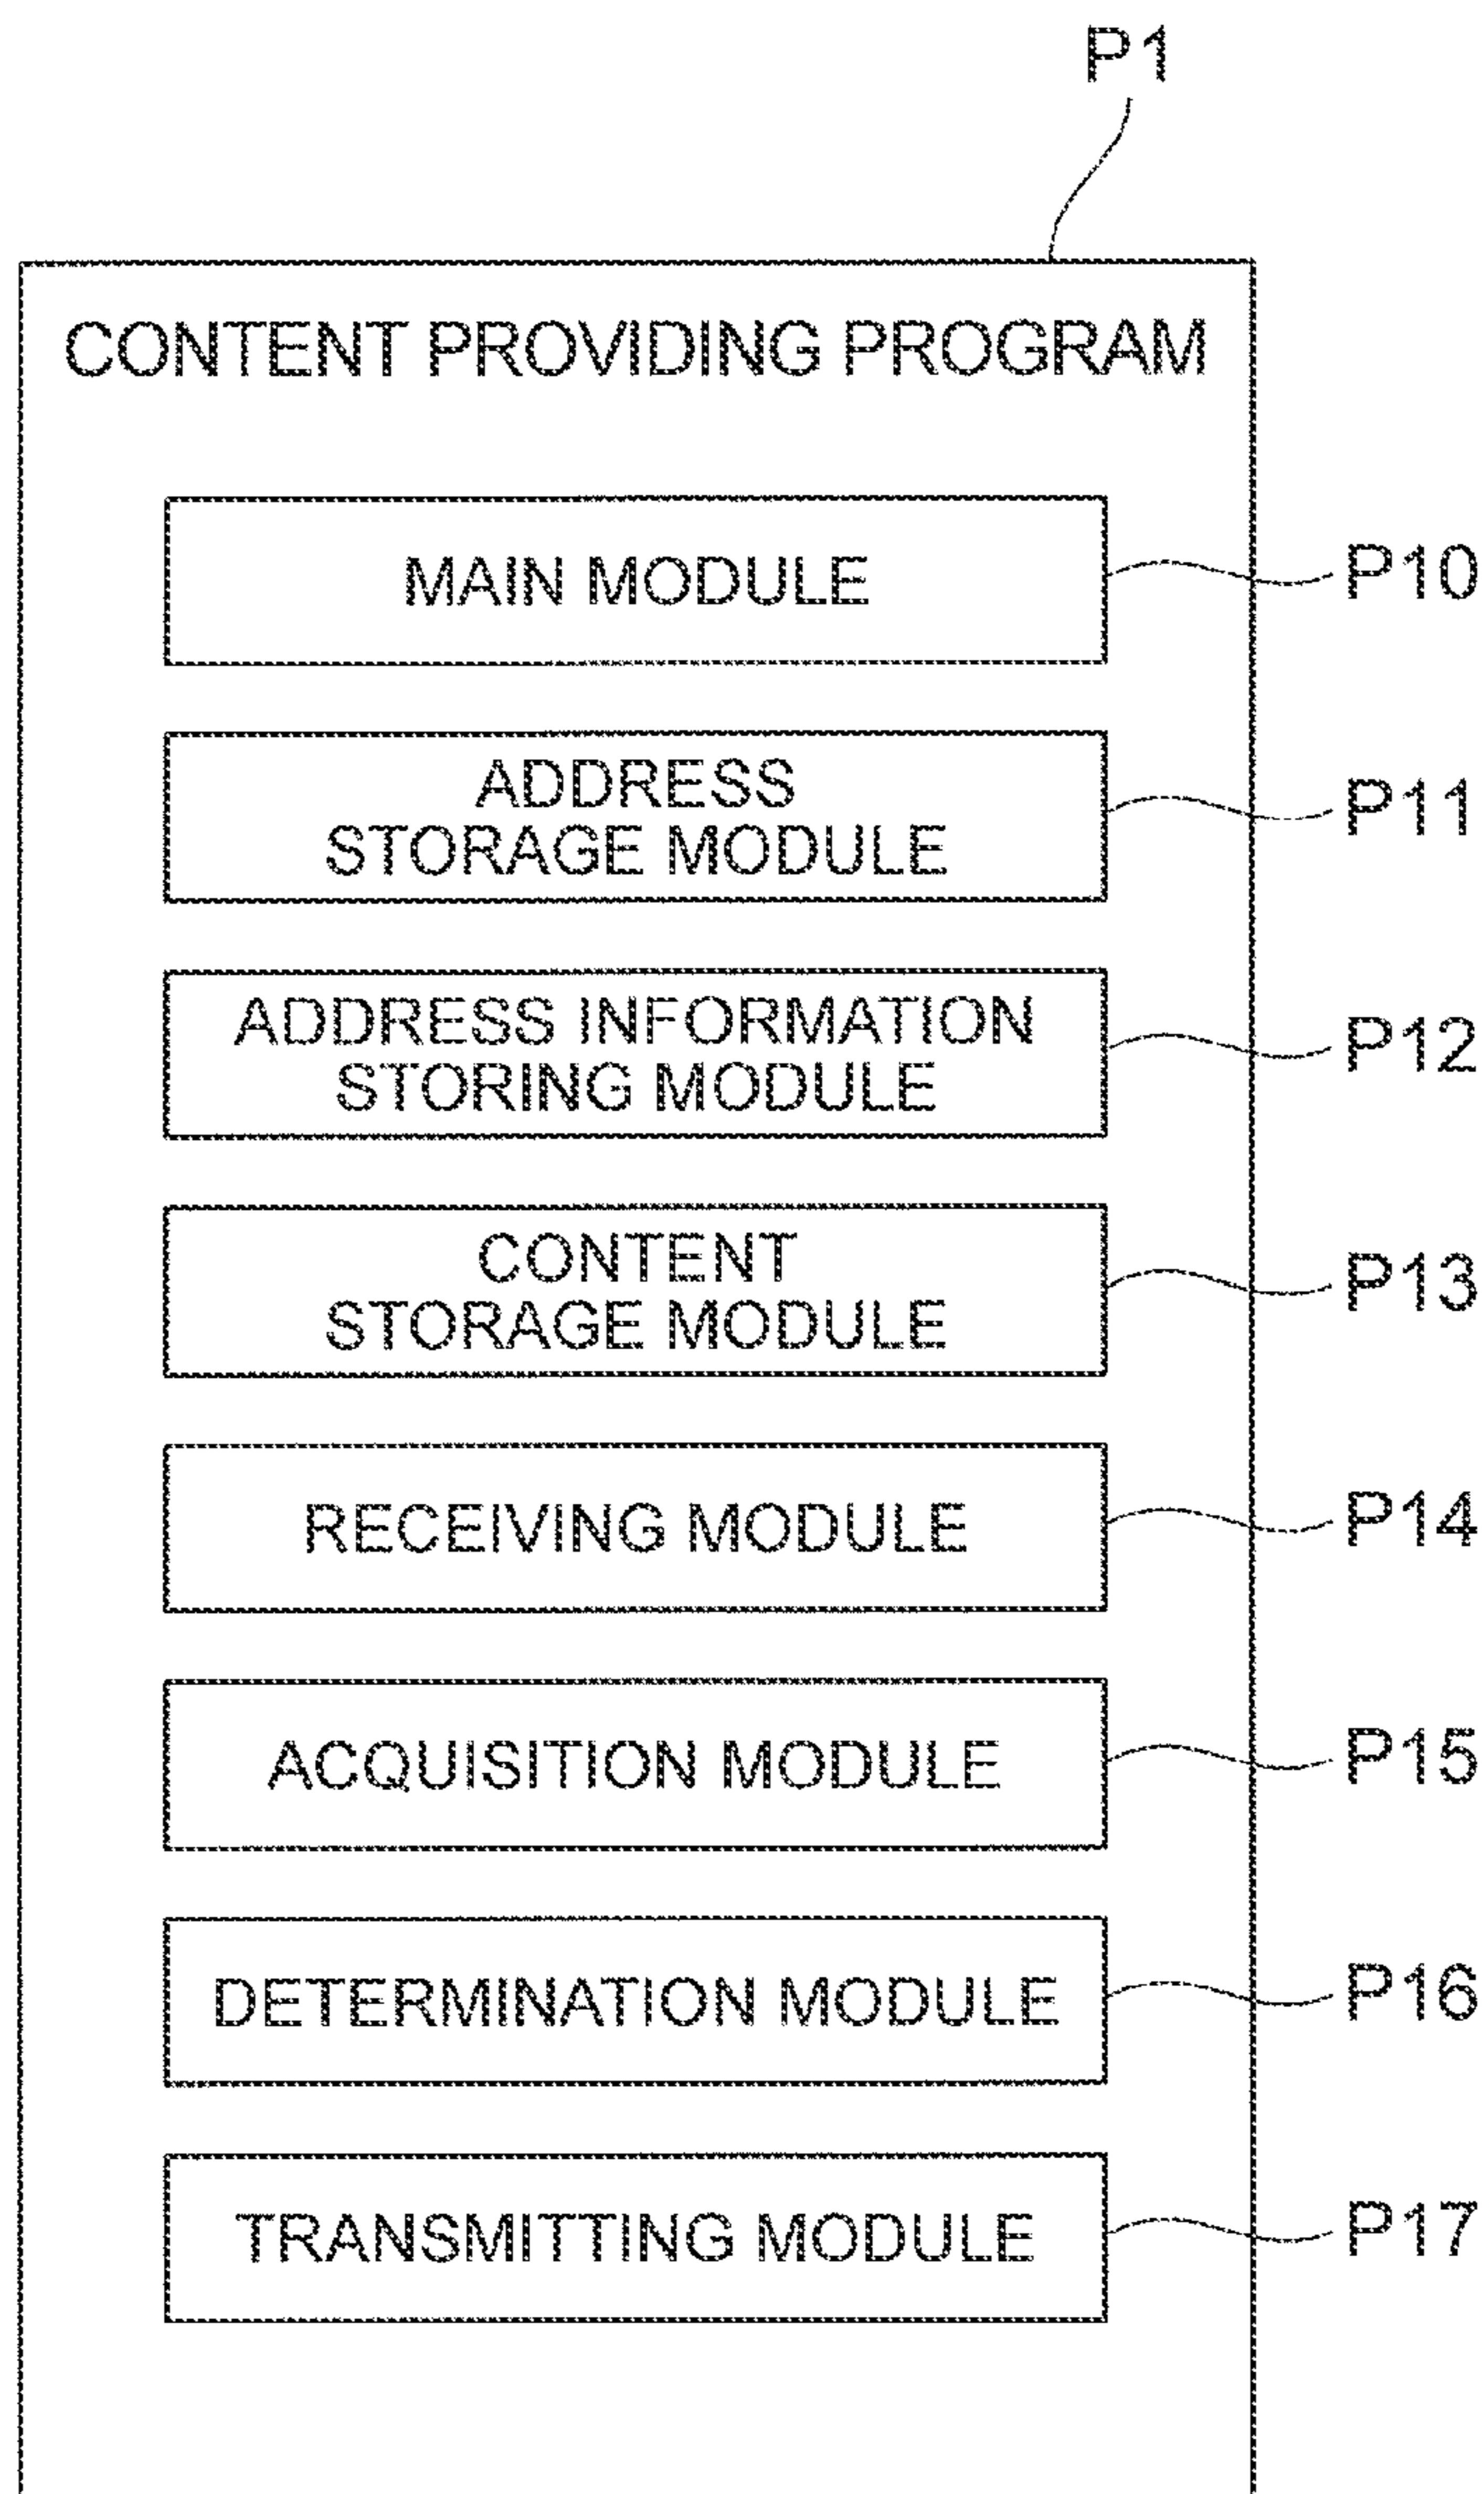 P1
CONTENT PROVIDING PROGRAM
MAIN MODULE
P10
ADDRESS
STORAGE MODULE
P11
ADDRESS INFORMATION
STORING MODULE
P12
CONTENT
STORAGE MODULE
P13
RECEIVING MODULE
P14
ACQUISITION MODULE
P15
DETERMINATION MODULE
P16
TRANSMITTING MODULE
P17